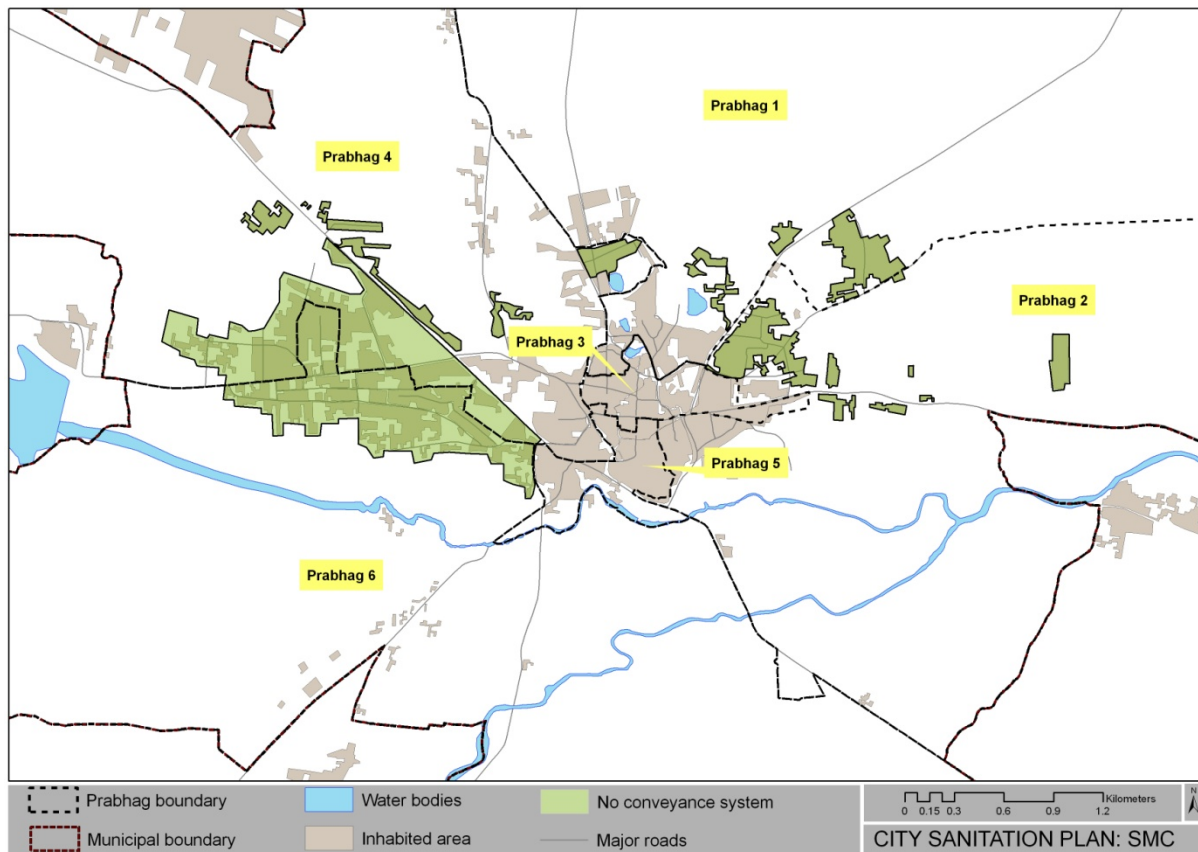 Prabhag 1
Prabhag 4
Prabhag 2
Prabhag 3
Prabhag 5
Prabhag 6
Prabhag boundary
Water bodies
No conveyance system
Municipal boundary
Inhabited area
Major roads
Kilometers
0 0.15 0.3 0.6 0.9 1.2
N
CITY SANITATION PLAN: SMC